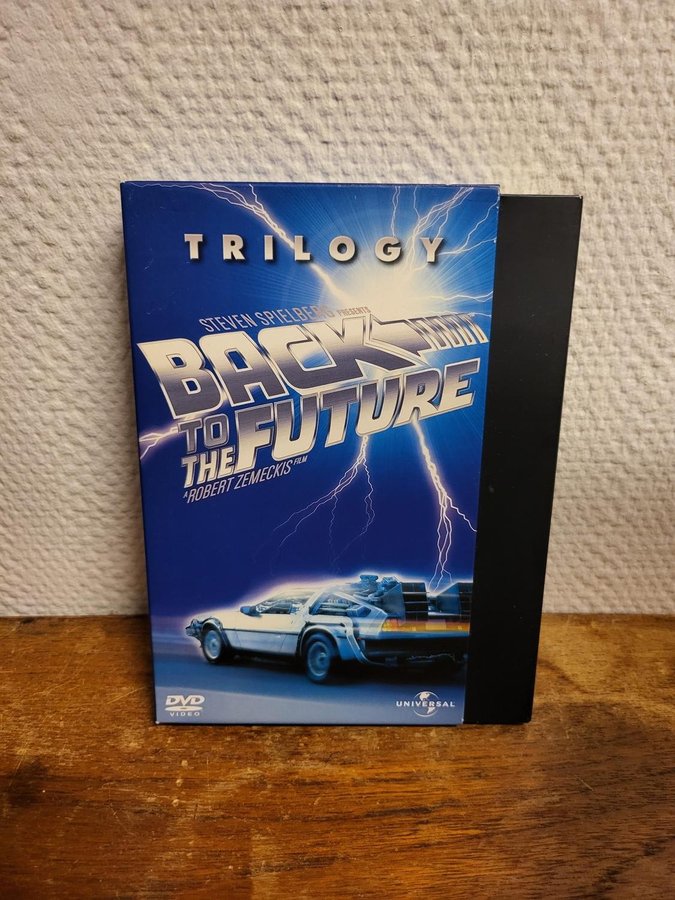 TRILOGY
STEVEN SPIELBERG PRESENTS
BACK
TO
THE FUTURE
A ROBERT ZEMECKIS FILM
DVD
VIDEO
UNIVERSAL